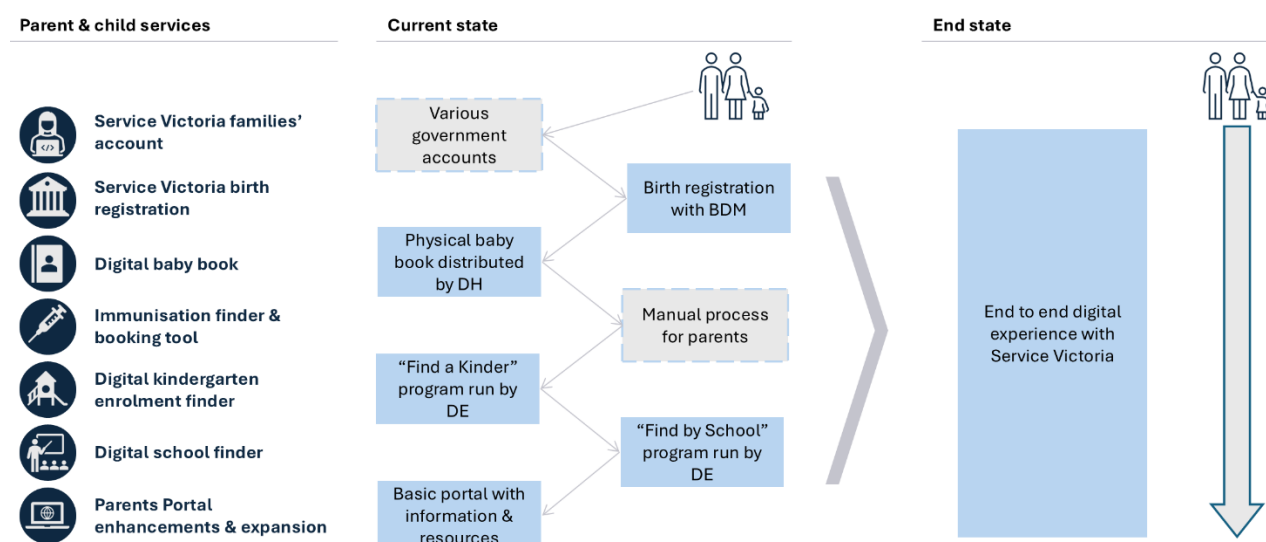 Parent & child services
Current state
End state
Service Victoria families’
account
Service Victoria birth
registration
Digital baby book
Immunisation finder &
booking tool
Digital kindergarten
enrolment finder
Digital school finder
Parents Portal
enhancements & expansion
Various
government
accounts
Birth registration
with BDM
Physical baby
book distributed
by DH
Manual process
for parents
“Find a Kinder”
program run by
DE
“Find by School”
program run by
DE
Basic portal with
information &
resources
End to end digital
experience with
Service Victoria